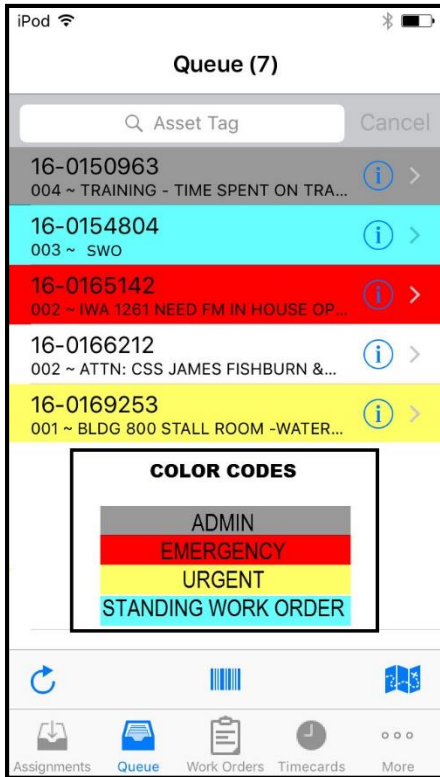 iPod
Queue (7)
Asset Tag
Cancel
16-0150963
004 ~ TRAINING - TIME SPENT ON TRA...
16-0154804
003 ~ SWO
16-0165142
002 ~ IWA 1261 NEED FM IN HOUSE OP...
16-0166212
002 ~ ATTN: CSS JAMES FISHBURN &...
16-0169253
001 ~ BLDG 800 STALL ROOM -WATER...
COLOR CODES
ADMIN
EMERGENCY
URGENT
STANDING WORK ORDER
Assignments Queue Work Orders Timecards More